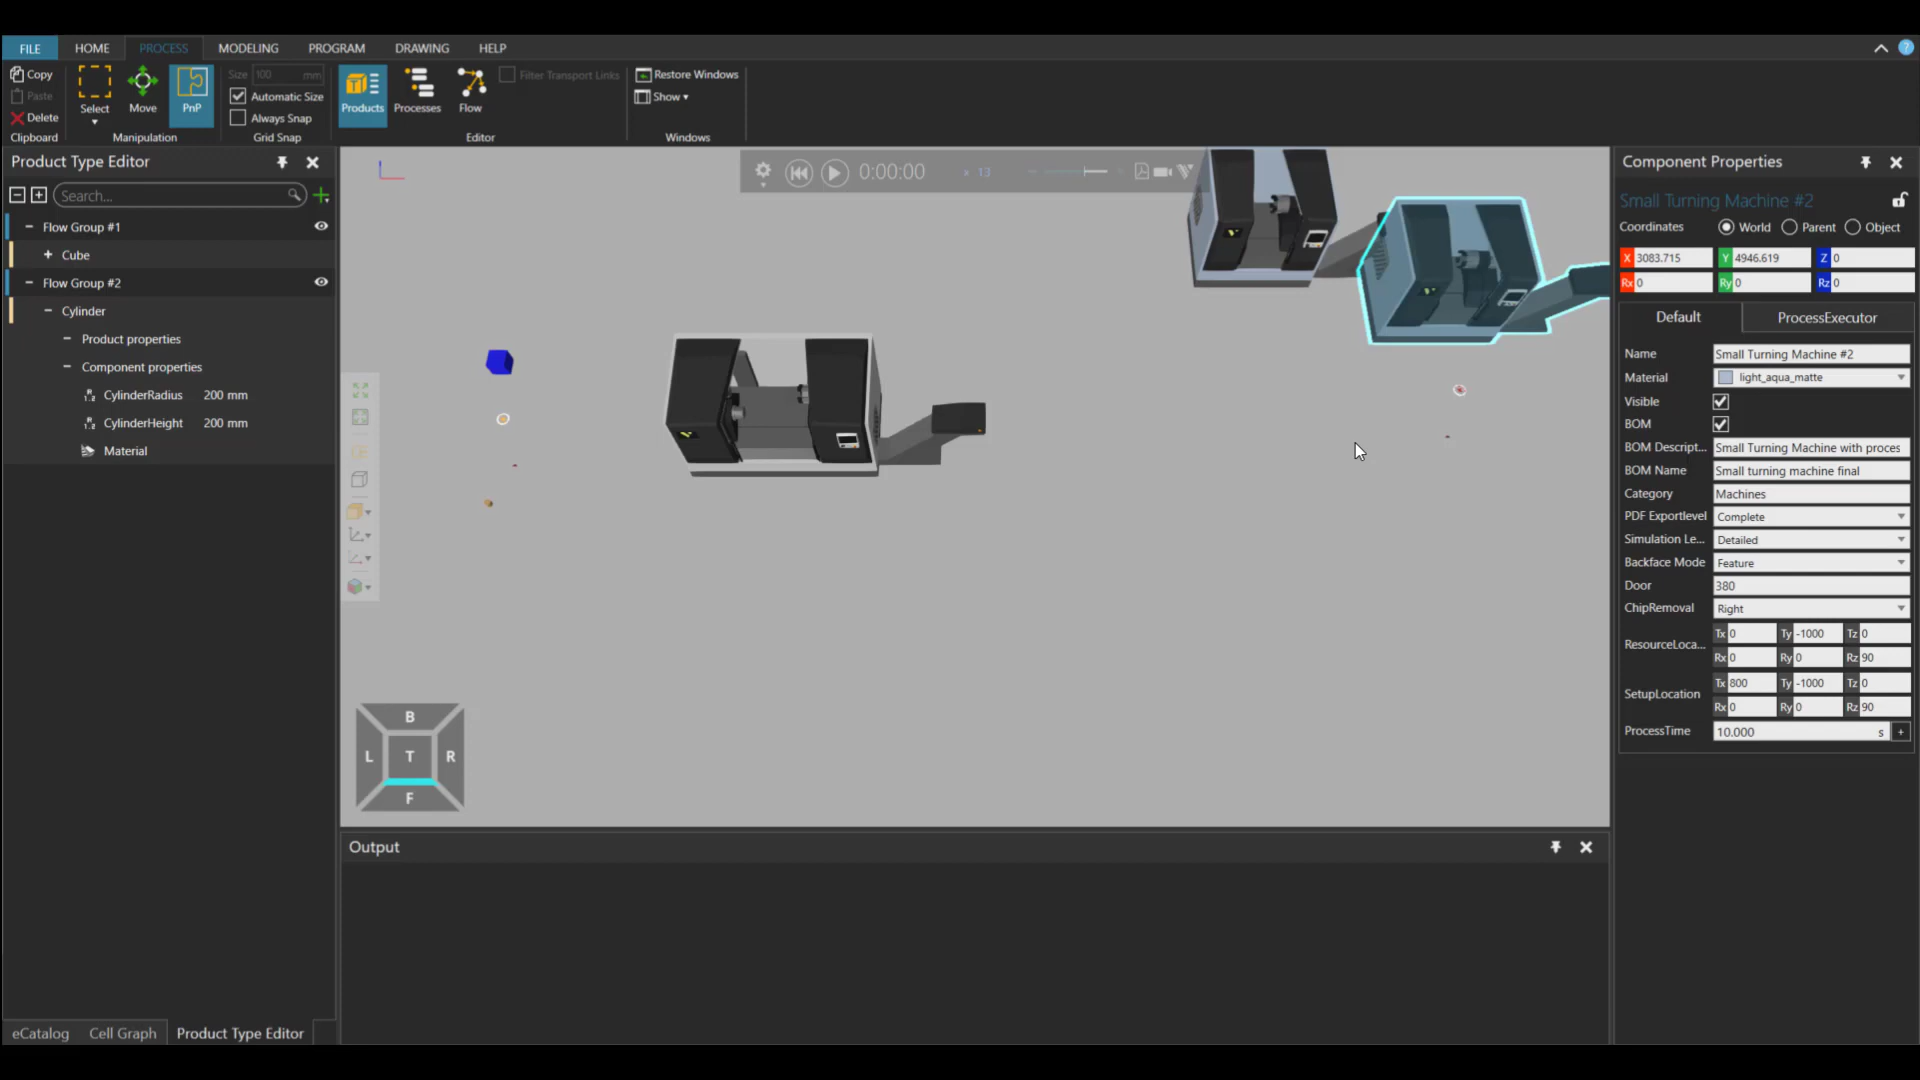 FILE HOME PROCESS MODELING PROGRAM DRAWING HELP
Copy
Paste
Delete
Clipboard
Select
Move
PnP
Manipulation
Size 100 mm
Automatic Size
Always Snap
Grid Snap
Products
Processes
Flow
Filter Transport Links
Editor
Restore Windows
Show
Windows
Product Type Editor
Search...
Flow Group #1
Cube
Flow Group #2
Cylinder
Product properties
Component properties
CylinderRadius 200 mm
CylinderHeight 200 mm
Material
eCatalog Cell Graph Product Type Editor
0:00:00 x 13
B
L T R
F
Output
Component Properties
Small Turning Machine #2
Coordinates World Parent Object
X 3083.715 Y 4946.619 Z 0
Rx 0 Ry 0 Rz 0
Default ProcessExecutor
Name Small Turning Machine #2
Material light_aqua_matte
Visible
BOM
BOM Descript... Small Turning Machine with proces
BOM Name Small turning machine final
Category Machines
PDF Exportlevel Complete
Simulation Le... Detailed
Backface Mode Feature
Door 380
ChipRemoval Right
ResourceLoca... Tx 0 Ty -1000 Tz 0
Rx 0 Ry 0 Rz 90
SetupLocation Tx 800 Ty -1000 Tz 0
Rx 0 Ry 0 Rz 90
ProcessTime 10.000 s +